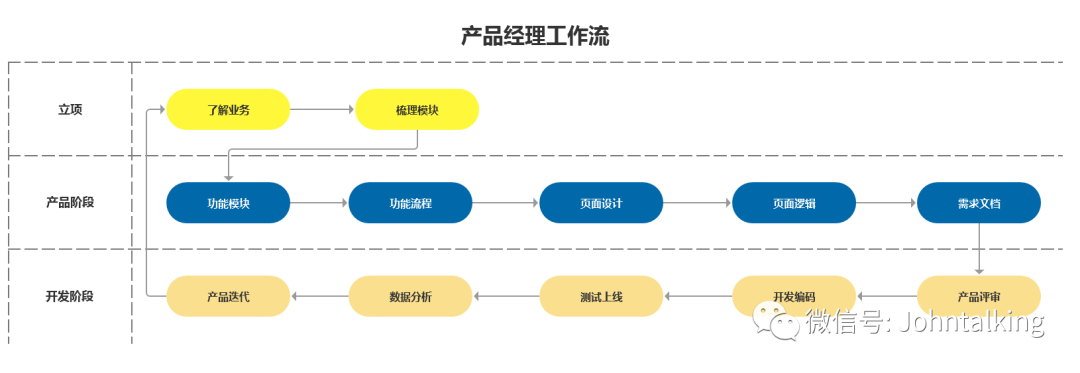 产品经理工作流
立项
了解业务
梳理模块
产品阶段
功能模块
功能流程
页面设计
页面逻辑
需求文档
开发阶段
产品迭代
数据分析
测试上线
开发编码
产品评审
微信号: Johntalking